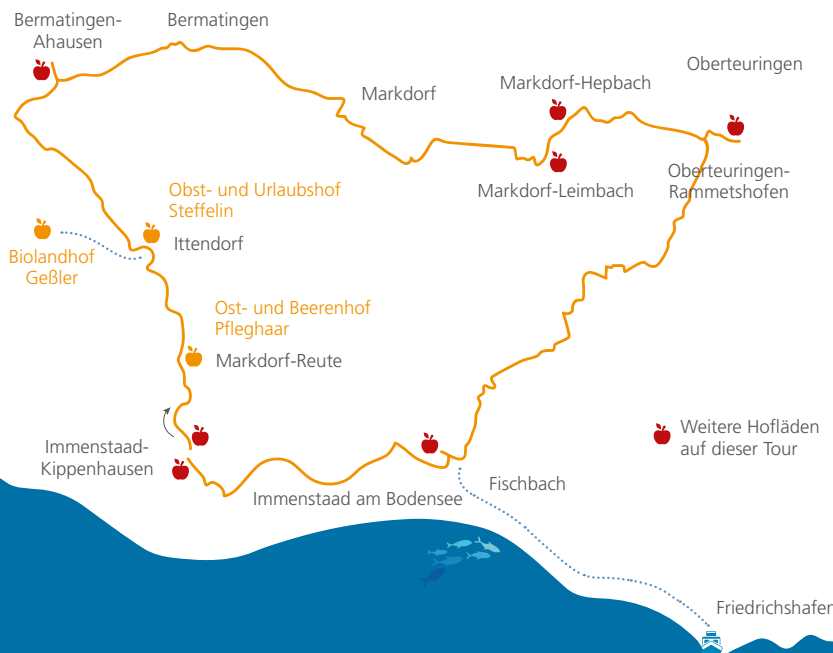 Bermatingen-
Ahausen
Bermatingen
Markdorf
Markdorf-Hepbach
Oberteuringen
Markdorf-Leimbach
Oberteuringen-
Rammetshofen
Obst- und Urlaubshof
Steffelin
Ittendorf
Biolandhof
Geßler
Ost- und Beerenhof
Pfleghaar
Markdorf-Reute
Immenstaad-
Kippenhausen
Weitere Hofläden
auf dieser Tour
Immenstaad am Bodensee
Fischbach
Friedrichshafen